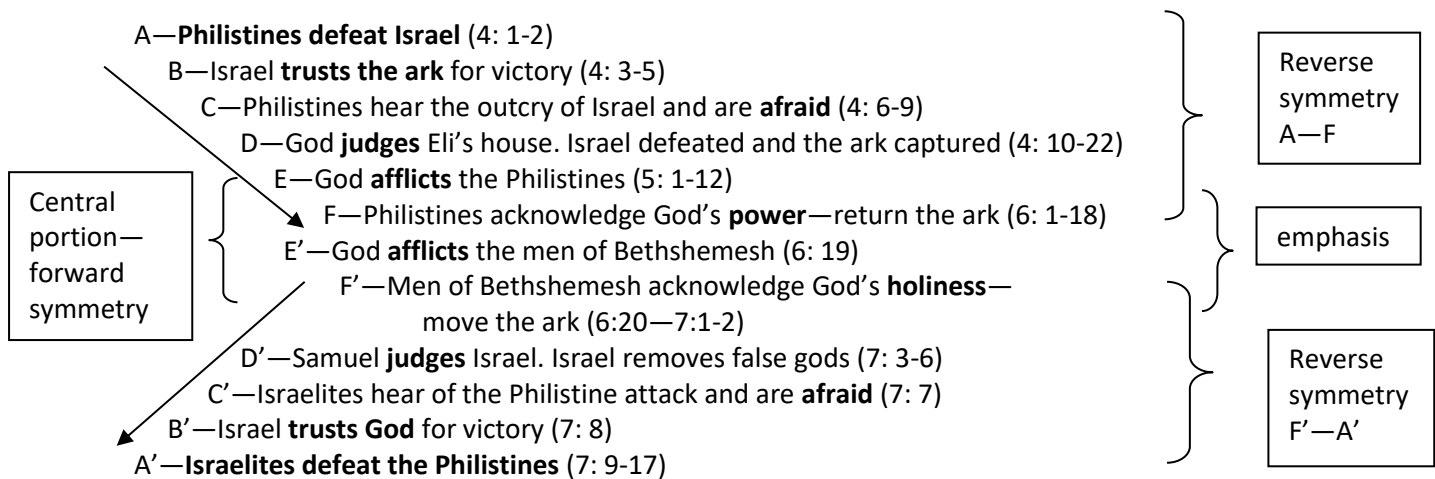 A—Philistines defeat Israel (4: 1-2)
B—Israel trusts the ark for victory (4: 3-5)
C—Philistines hear the outcry of Israel and are afraid (4: 6-9)
D—God judges Eli’s house. Israel defeated and the ark captured (4: 10-22)
E—God afflicts the Philistines (5: 1-12)
F—Philistines acknowledge God’s power—return the ark (6: 1-18)
E’—God afflicts the men of Bethshemesh (6: 19)
F’—Men of Bethshemesh acknowledge God’s holiness—
move the ark (6:20—7:1-2)
D’—Samuel judges Israel. Israel removes false gods (7: 3-6)
C’—Israelites hear of the Philistine attack and are afraid (7: 7)
B’—Israel trusts God for victory (7: 8)
A’—Israelites defeat the Philistines (7: 9-17)
Central
portion—
forward
symmetry
Reverse
symmetry
A—F
emphasis
Reverse
symmetry
F’—A’